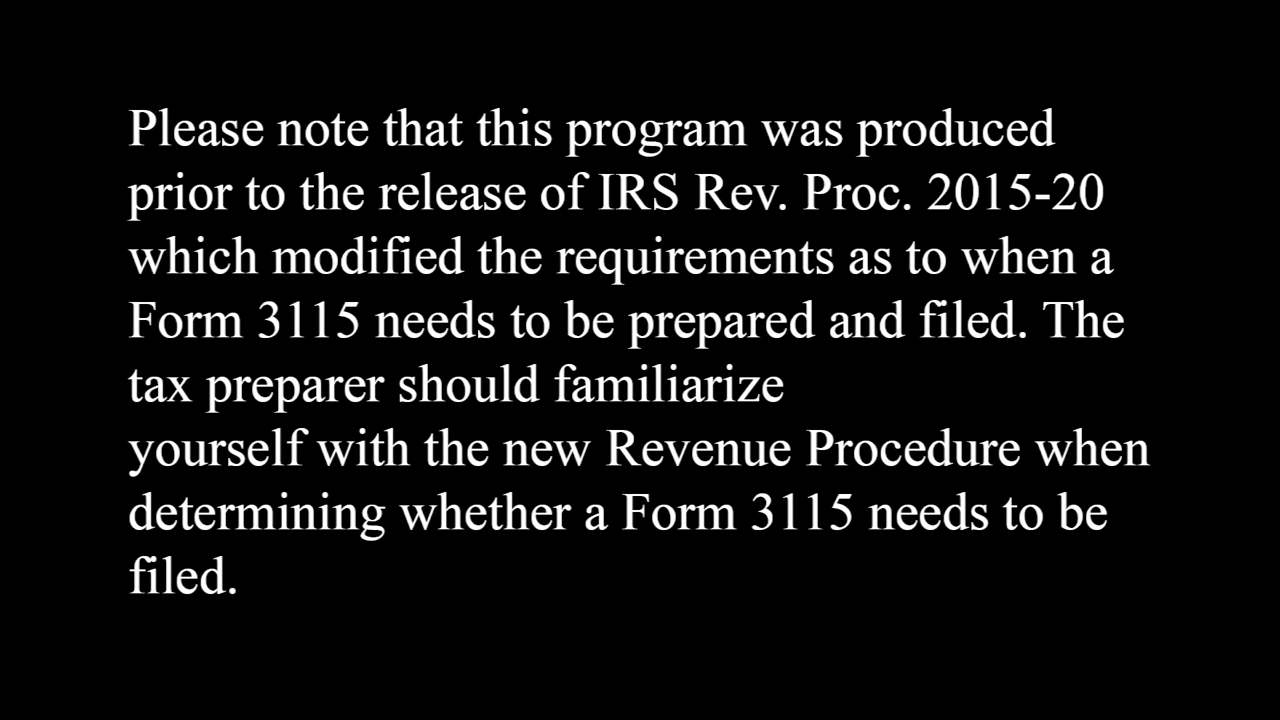 Please note that this program was produced
prior to the release of IRS Rev. Proc. 2015-20
which modified the requirements as to when a
Form 3115 needs to be prepared and filed. The
tax preparer should familiarize
yourself with the new Revenue Procedure when
determining whether a Form 3115 needs to be
filed.